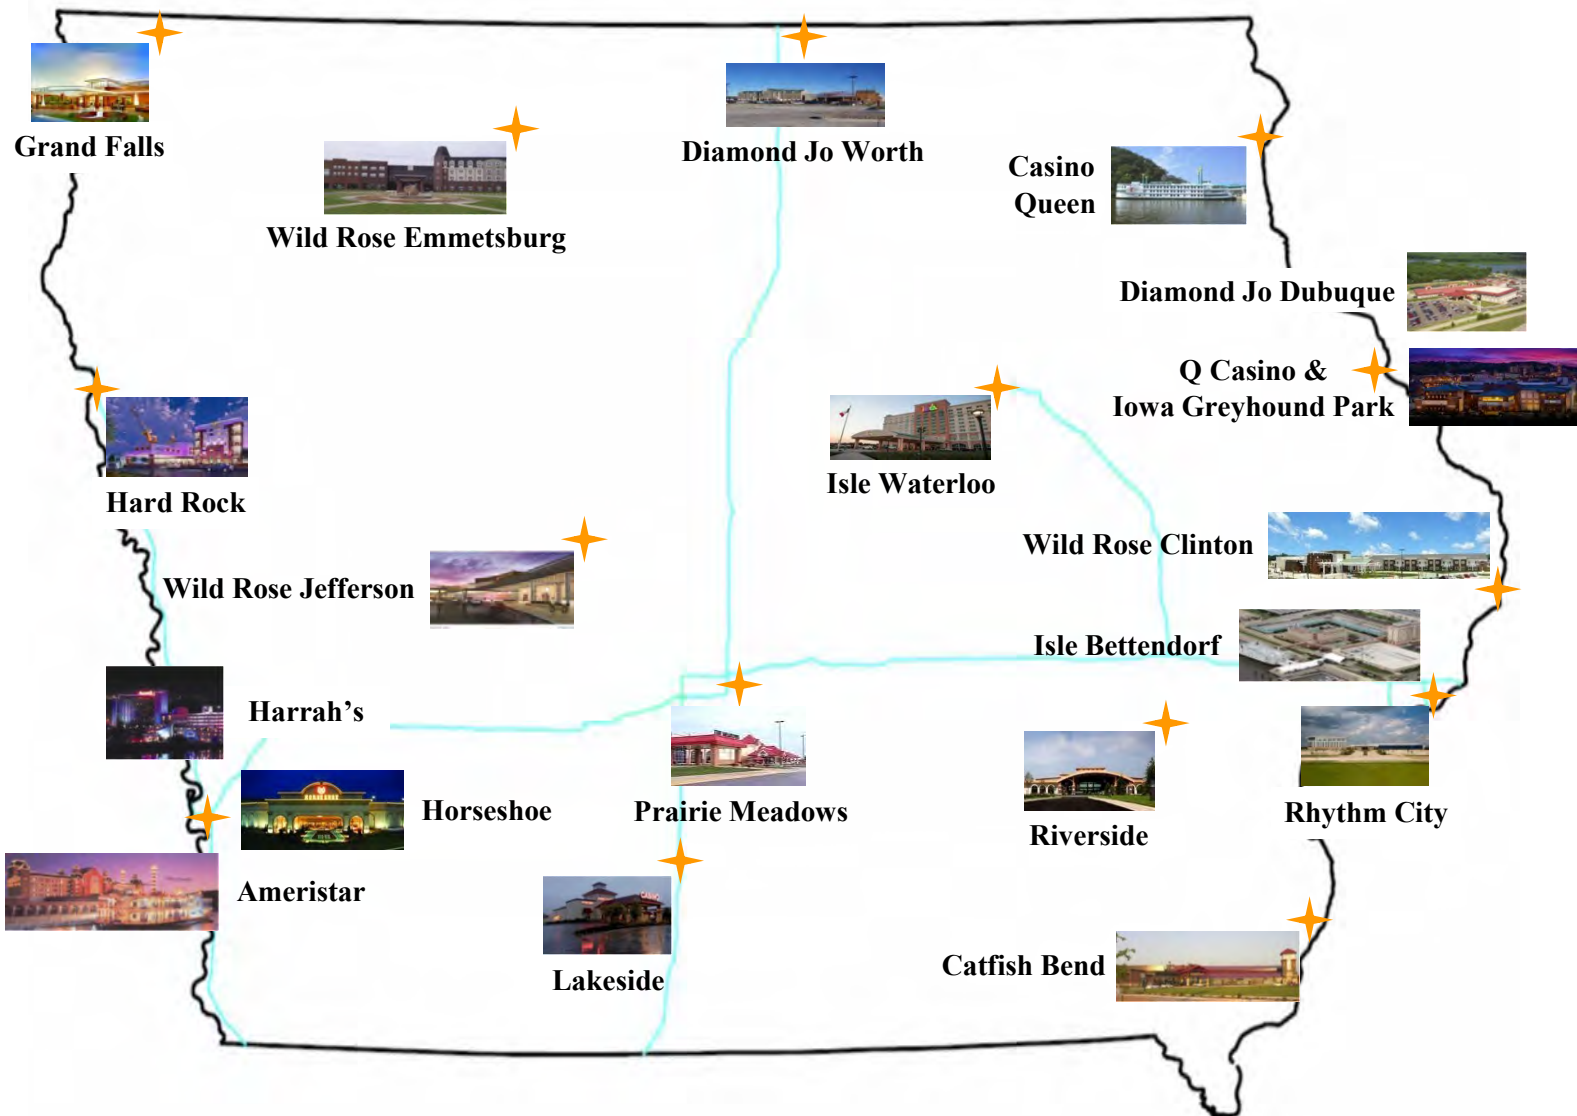 Grand Falls
Wild Rose Emmetsburg
Diamond Jo Worth
Casino
Queen
Diamond Jo Dubuque
Q Casino &
Iowa Greyhound Park
Hard Rock
Isle Waterloo
Wild Rose Clinton
Wild Rose Jefferson
Isle Bettendorf
Harrah's
Horseshoe
Prairie Meadows
Riverside
Rhythm City
Ameristar
Lakeside
Catfish Bend